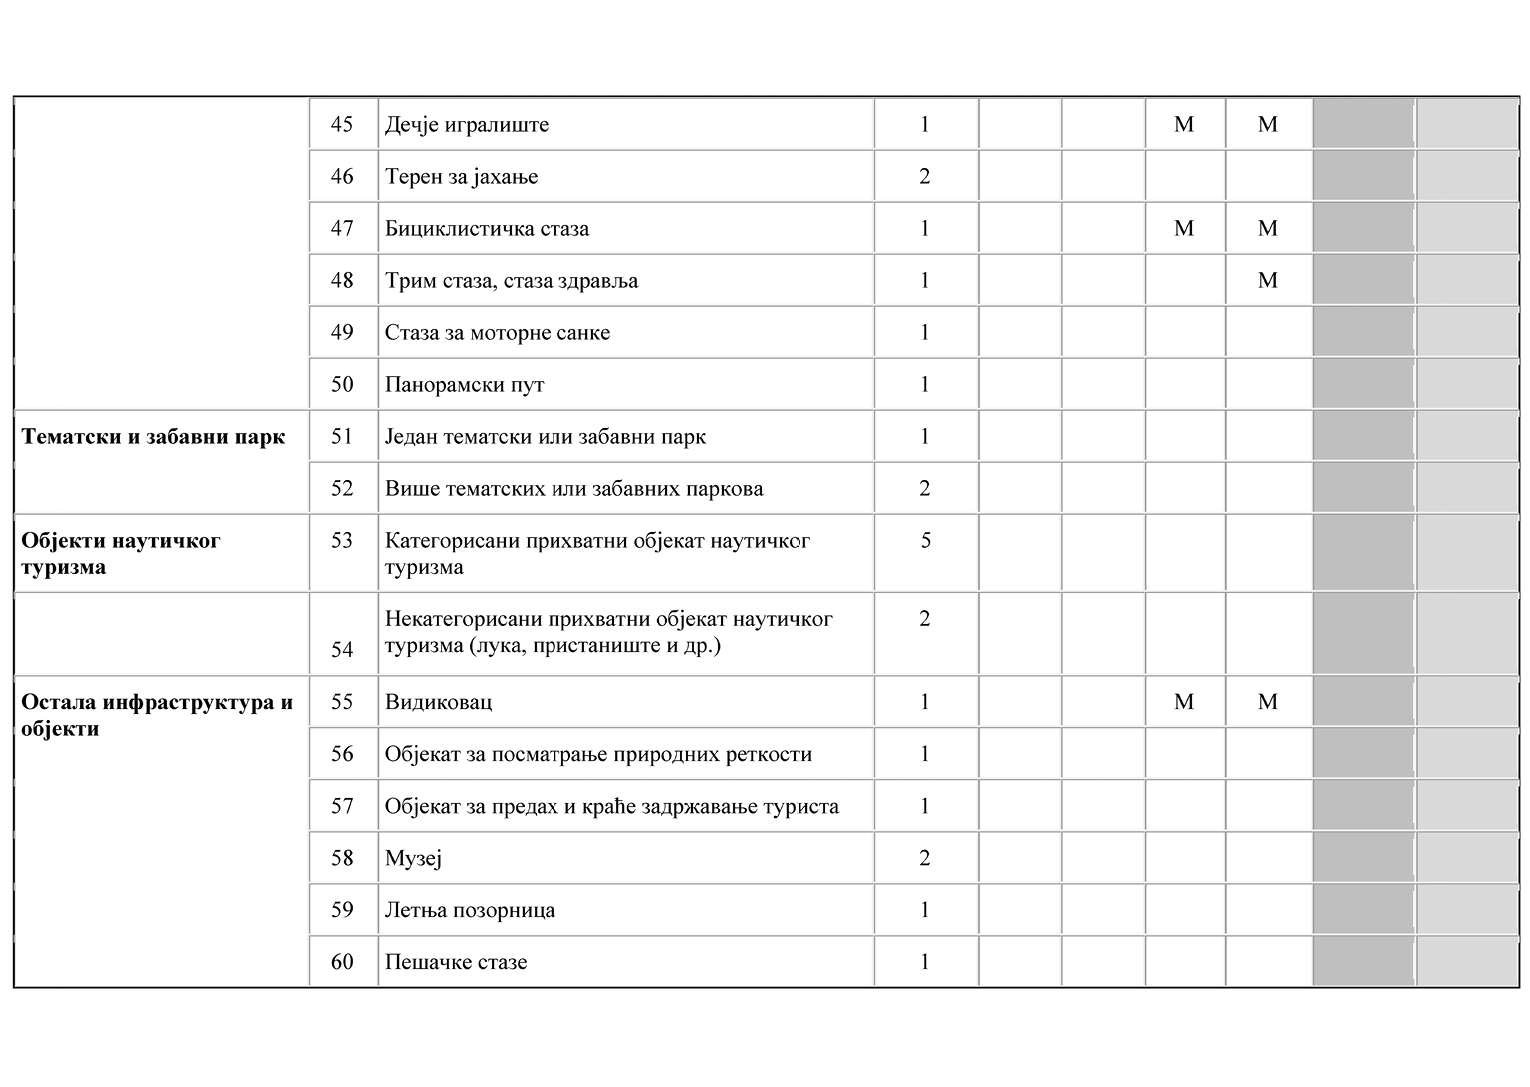 45 Дечје игралиште 1 М М
46 Терен за јахање 2
47 Бициклистичка стаза 1 М М
48 Трим стаза, стаза здравља 1 М
49 Стаза за моторне санке 1
50 Панорамски пут 1
Тематски и забавни парк 51 Један тематски или забавни парк 1
52 Више тематских или забавних паркова 2
Објекти наутичког 53 Категорисани прихватни објекат наутичког 5
туризма туризма
Некатегорисани прихватни објекат наутичког 2
54 туризма (лука, пристаниште и др.)
Остала инфраструктура и 55 Видиковац 1 М М
објекти
56 Објекат за посматрање природних реткости 1
57 Објекат за предах и краће задржавање туриста 1
58 Музеј 2
59 Летња позорница 1
60 Пешачке стазе 1